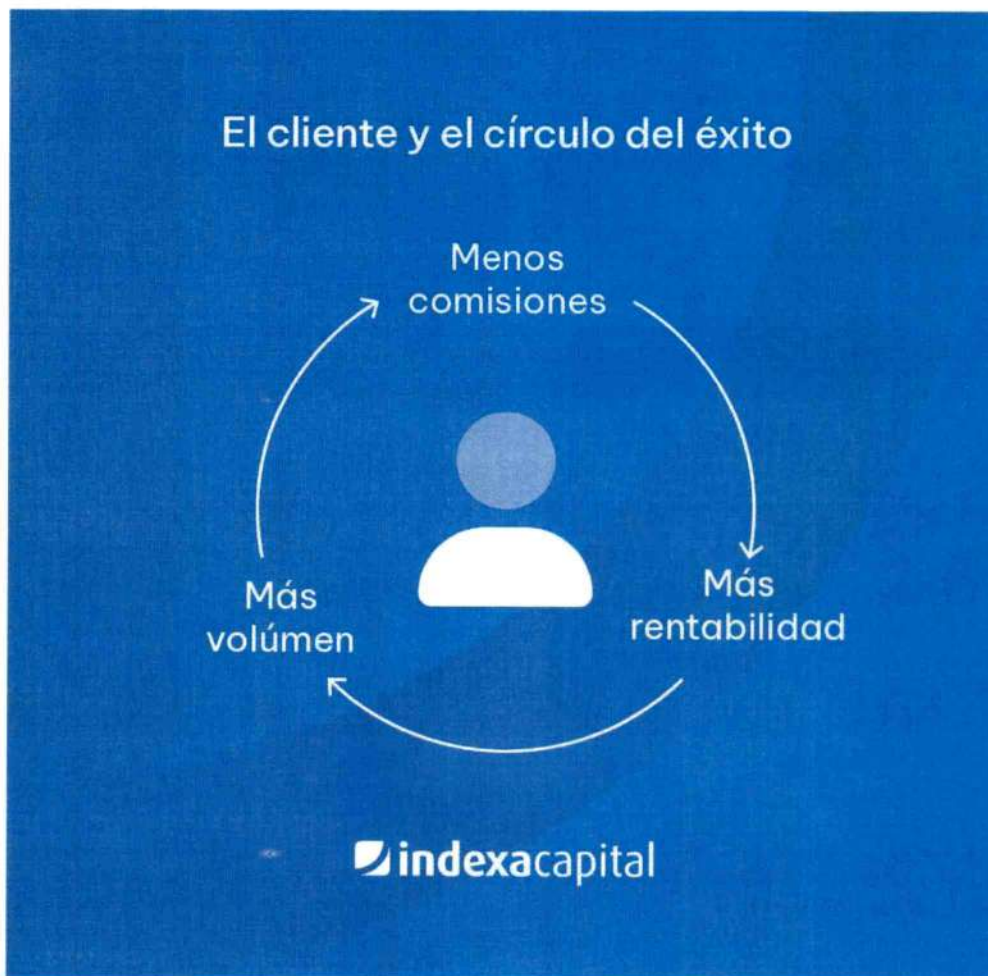 El cliente y el círculo del éxito
Menos
comisiones
Más
rentabilidad
Más
volúmen
indexacapital